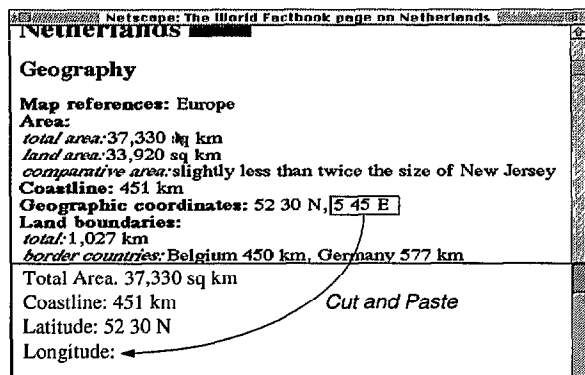 Netscape: The World Factbook page on Netherlands
Netherlands
Geography
Map references: Europe
Area:
total area: 37,330 sq km
land area: 33,920 sq km
comparative area: slightly less than twice the size of New Jersey
Coastline: 451 km
Geographic coordinates: 52 30 N, 5 45 E
Land boundaries:
total: 1,027 km
border countries: Belgium 450 km, Germany 577 km
Total Area. 37,330 sq km
Coastline: 451 km
Cut and Paste
Latitude: 52 30 N
Longitude: